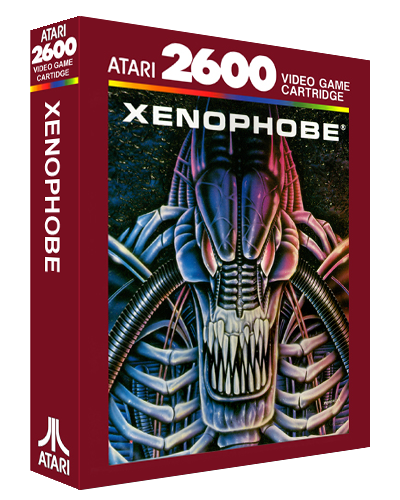 ATARI
2600
VIDEO GAME
CARTRIDGE
XENOPHOBE
ATARI
ATARI 2600 VIDEO GAME
CARTRIDGE
XENOPHOBE®